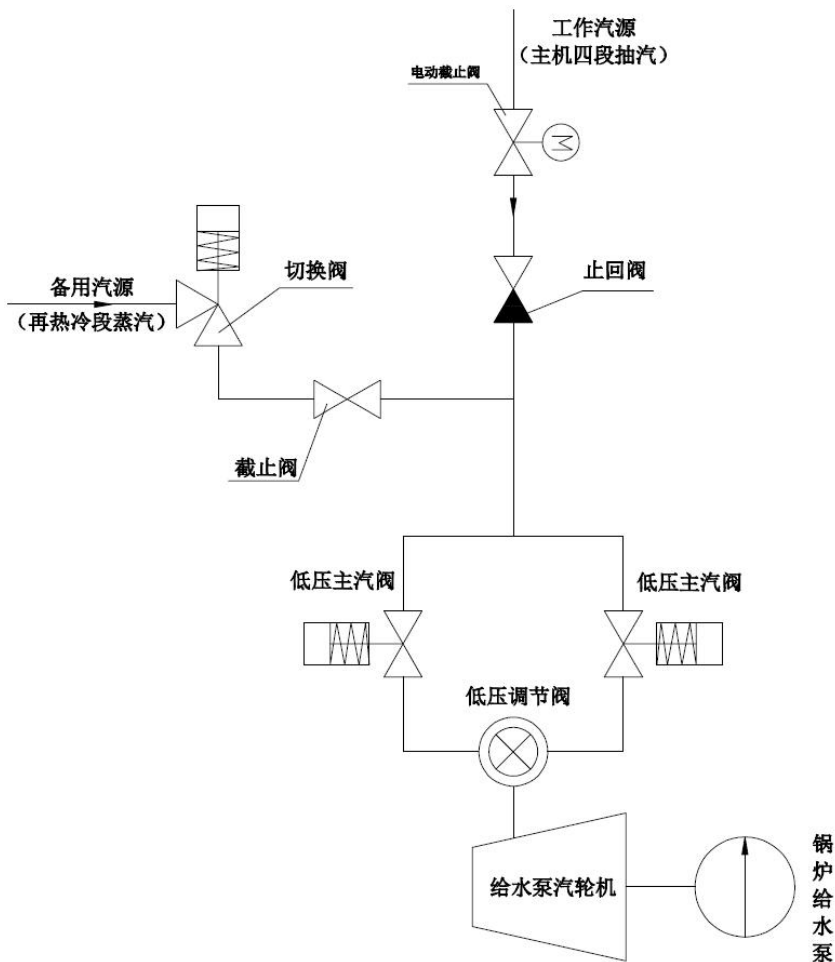 工作汽源
（主机四段抽汽）
电动截止阀
M
切换阀
止回阀
备用汽源
（再热冷段蒸汽）
截止阀
低压主汽阀
低压主汽阀
低压调节阀
给水泵汽轮机
锅炉给水泵